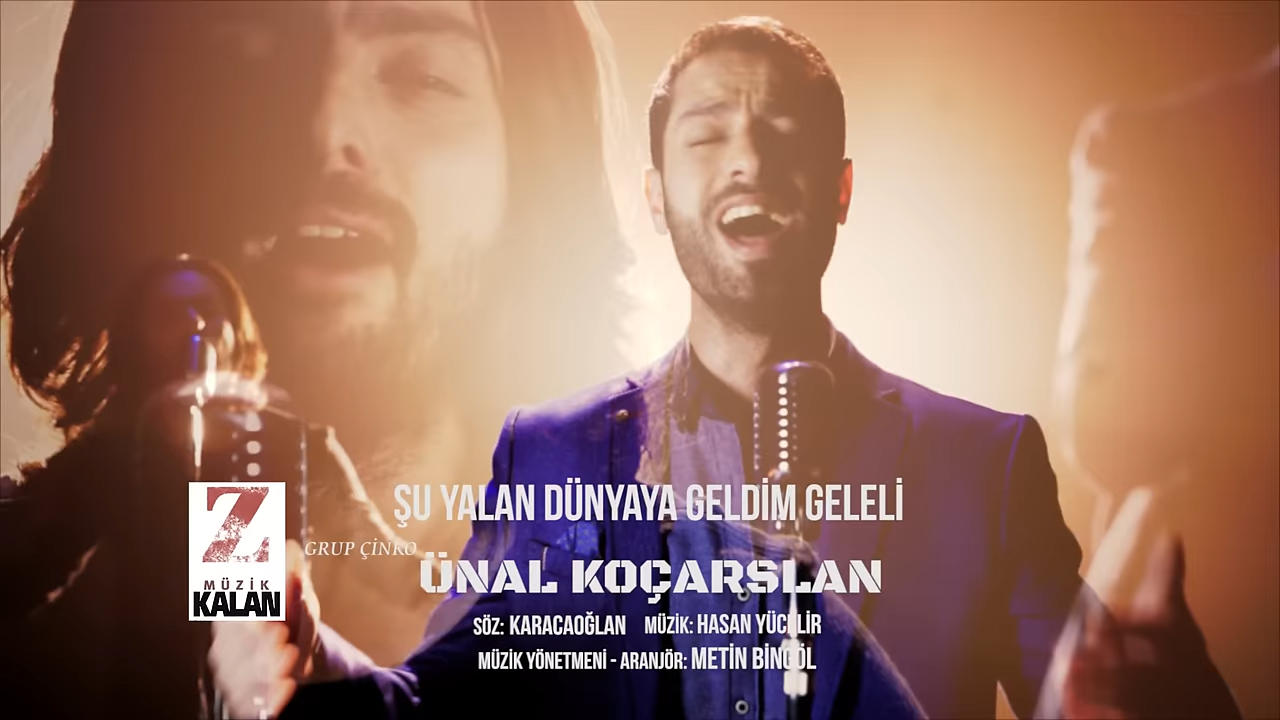 ŞU YALAN DÜNYAYA GELDİM GELELİ
Z
MÜZİK
KALAN
GRUP ÇİNKO
ÜNAL KOÇARSLAN
SÖZ: KARACAOĞLAN MÜZİK: HASAN YÜCELİR
MÜZİK YÖNETMENİ - ARANJÖR: METİN BİNGÖL